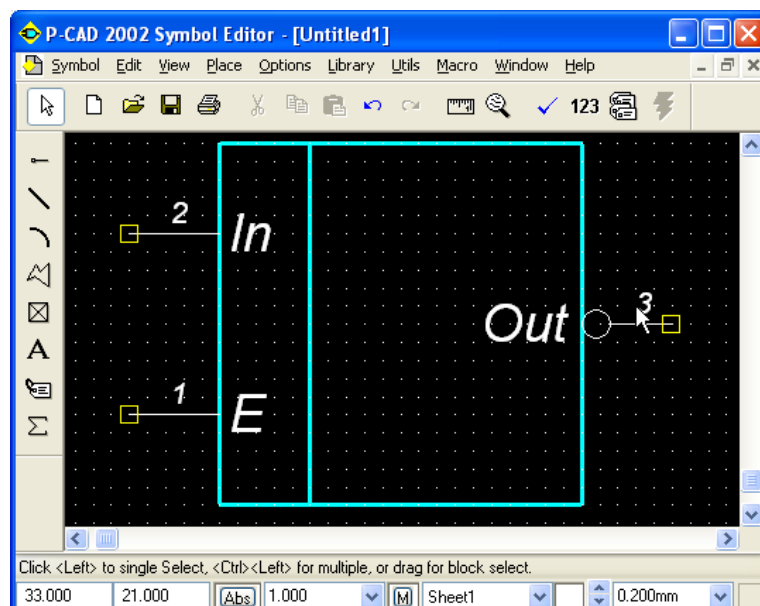 P-CAD 2002 Symbol Editor - [Untitled1]
Symbol Edit View Place Options Library Utils Macro Window Help
123
A
Σ
2
In
3
Out
1
E
Click <Left> to single Select, <Ctrl><Left> for multiple, or drag for block select.
33.000 21.000 Abs 1.000 M Sheet1 0.200mm